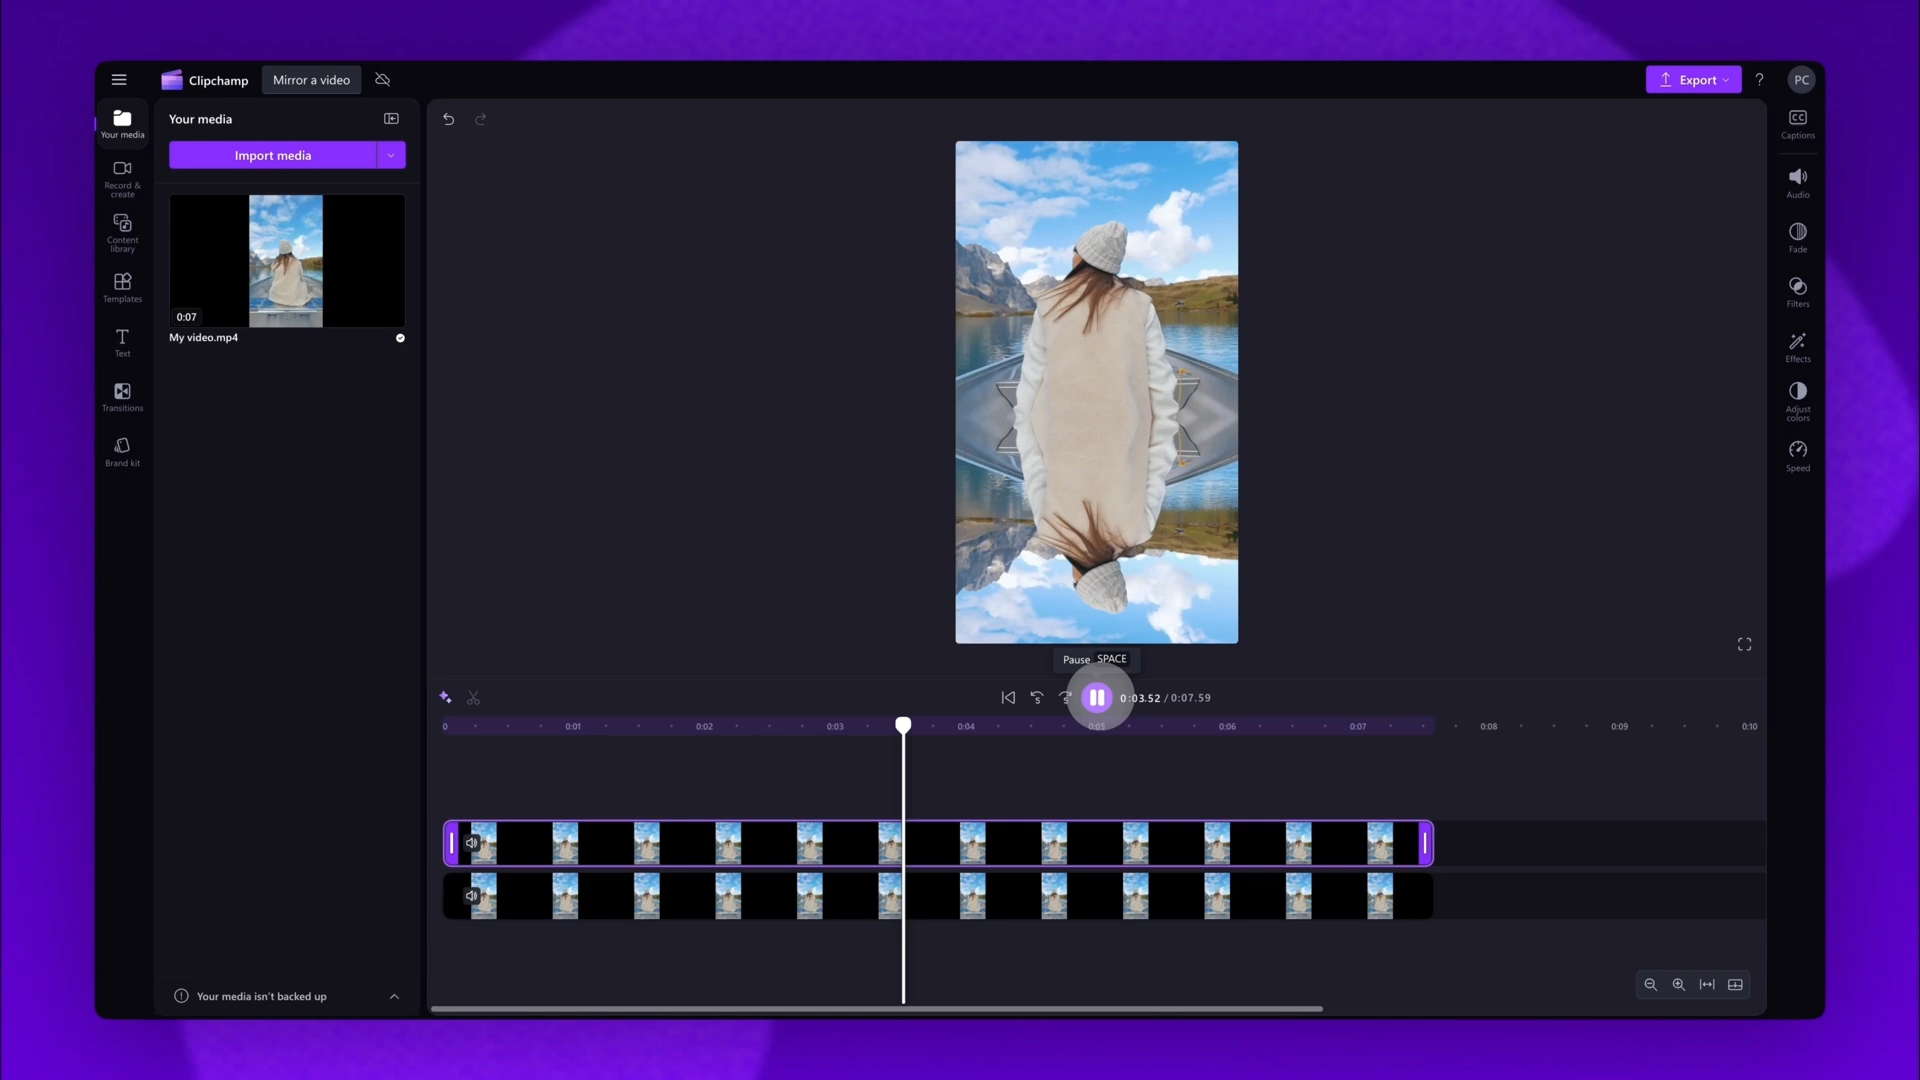 Clipchamp
Mirror a video
Export
?
PC
Your media
Record &
create
Content
library
Templates
Text
Transitions
Brand kit
Your media
Import media
0:07
My video.mp4
Your media isn't backed up
CC
Captions
Audio
Fade
Filters
Effects
Adjust
colors
Speed
Pause SPACE
5
5
0:03.52 / 0:07.59
0
0:01
0:02
0:03
0:04
0:05
0:06
0:07
0:08
0:09
0:10